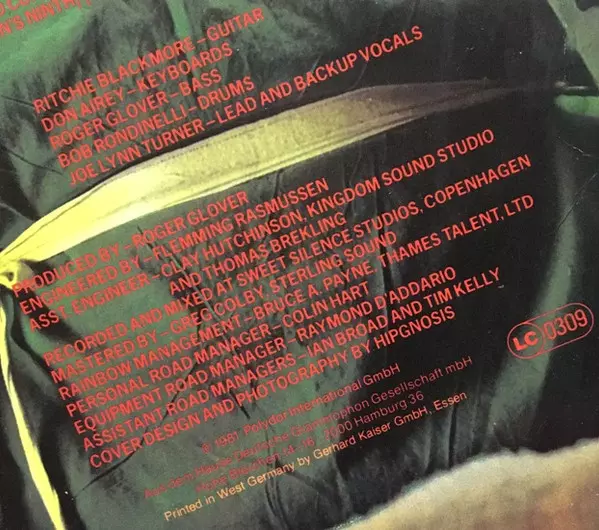 N'S NINTH
RITCHIE BLACKMORE – GUITAR
DON AIREY – KEYBOARDS
ROGER GLOVER – BASS
BOB RONDINELLI – DRUMS
JOE LYNN TURNER – LEAD AND BACKUP VOCALS
PRODUCED BY – ROGER GLOVER
ENGINEERED BY – FLEMMING RASMUSSEN
ASST. ENGINEER – CLAY HUTCHINSON, KINGDOM SOUND STUDIO
AND THOMAS BREKLING
RECORDED AND MIXED AT SWEET SILENCE STUDIOS, COPENHAGEN
MASTERED BY – GREG COLBY, STERLING SOUND
RAINBOW MANAGEMENT – BRUCE A. PAYNE, THAMES TALENT, LTD
PERSONAL ROAD MANAGER – COLIN HART
EQUIPMENT ROAD MANAGER – RAYMOND D'ADDARIO
ASSISTANT ROAD MANAGERS – IAN BROAD AND TIM KELLY
COVER DESIGN AND PHOTOGRAPHY BY HIPGNOSIS
LC 0309
© 1981 Polydor International GmbH
Aus dem Hause Deutsche Grammophon Gesellschaft mbH
2000 Hamburg 36
Printed in West Germany by Gerhard Kaiser GmbH, Essen